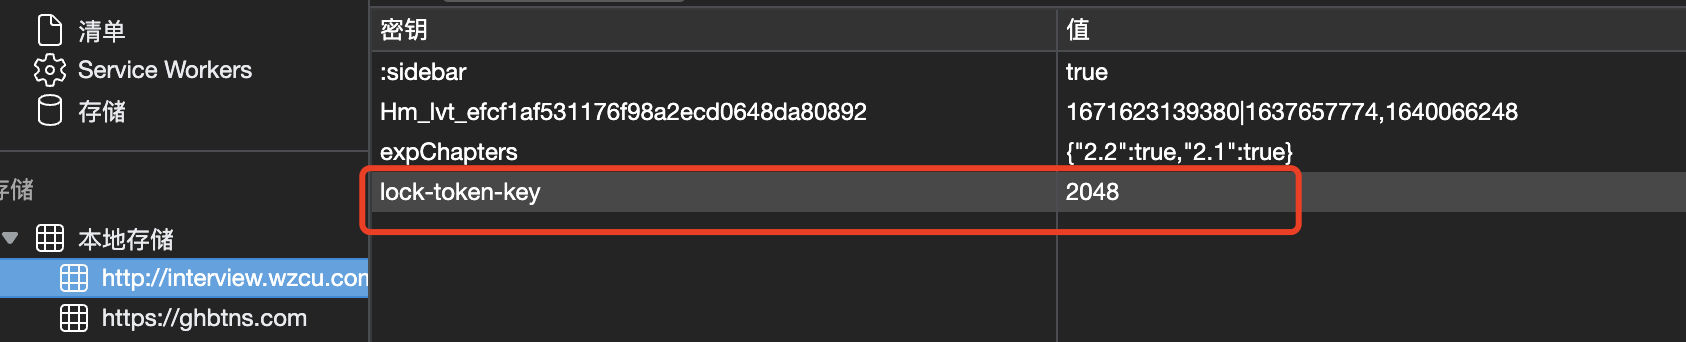 清单
Service Workers
存储
存储
本地存储
http://interview.wzcu.com
https://ghbtns.com
密钥 值
:sidebar true
Hm_lvt_efcf1af531176f98a2ecd0648da80892 1671623139380|1637657774,1640066248
expChapters {"2.2":true,"2.1":true}
lock-token-key 2048